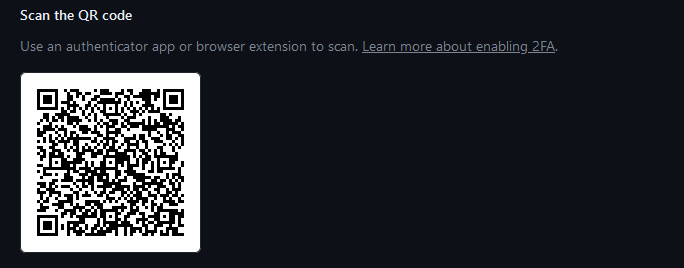 Scan the QR code
Use an authenticator app or browser extension to scan. Learn more about enabling 2FA.